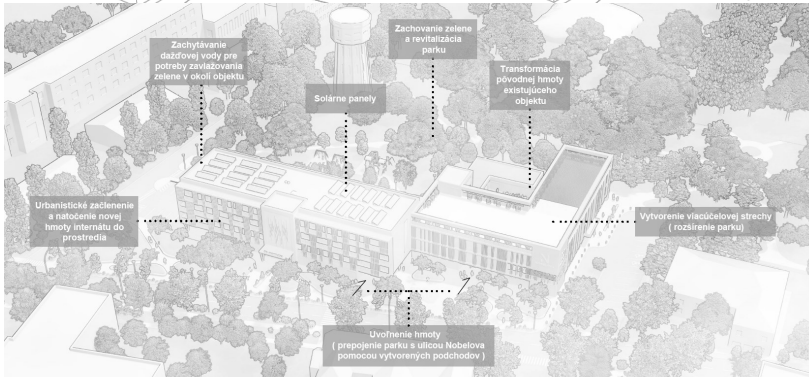 Zachovanie zelene
a revitalizácia
parku
Zachytávanie
dažďovej vody pre
potreby zavlažovania
zelene v okolí objektu
Transformácia
pôvodnej hmoty
existujúceho
objektu
Solárne panely
Urbanistické začlenenie
a natočenie novej
hmoty internátu do
prostredia
Vytvorenie viacúčelovej strechy
( rozšírenie parku)
Uvoľnenie hmoty
( prepojenie parku s ulicou Nobelova
pomocou vytvorených podchodov )